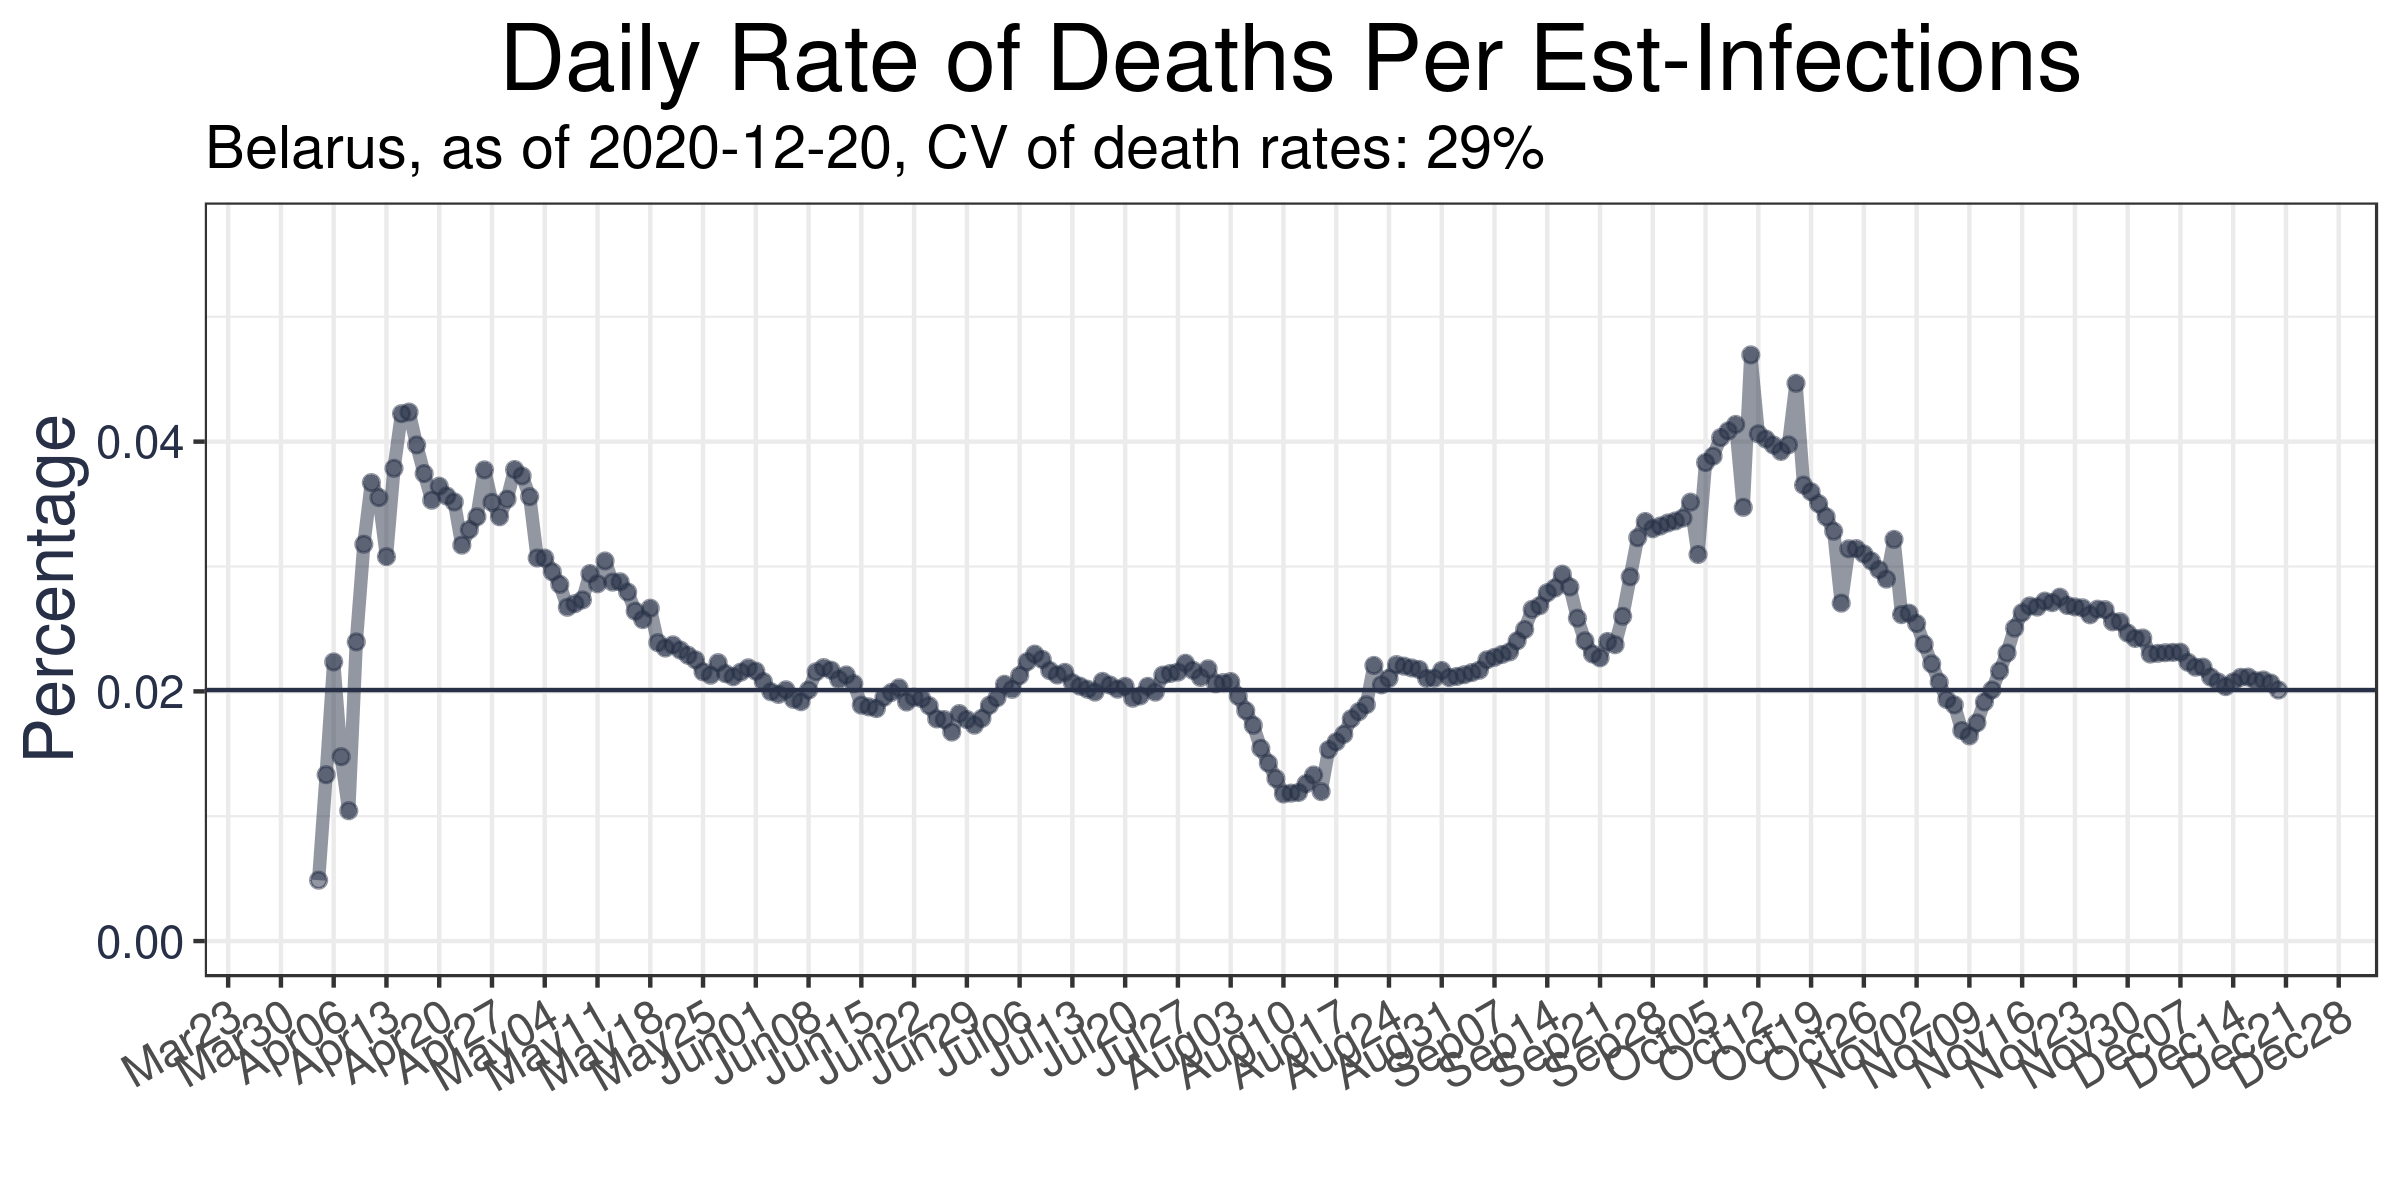 Daily Rate of Deaths Per Est-Infections
Belarus, as of 2020-12-20, CV of death rates: 29%
Percentage
0.04
0.02
0.00
Mar23
Mar30
Apr06
Apr13
Apr20
Apr27
May04
May11
May18
May25
Jun01
Jun08
Jun15
Jun22
Jun29
Jul06
Jul13
Jul20
Jul27
Aug03
Aug10
Aug17
Aug24
Aug31
Sep07
Sep14
Sep21
Sep28
Oct05
Oct12
Oct19
Oct26
Nov02
Nov09
Nov16
Nov23
Nov30
Dec07
Dec14
Dec21
Dec28